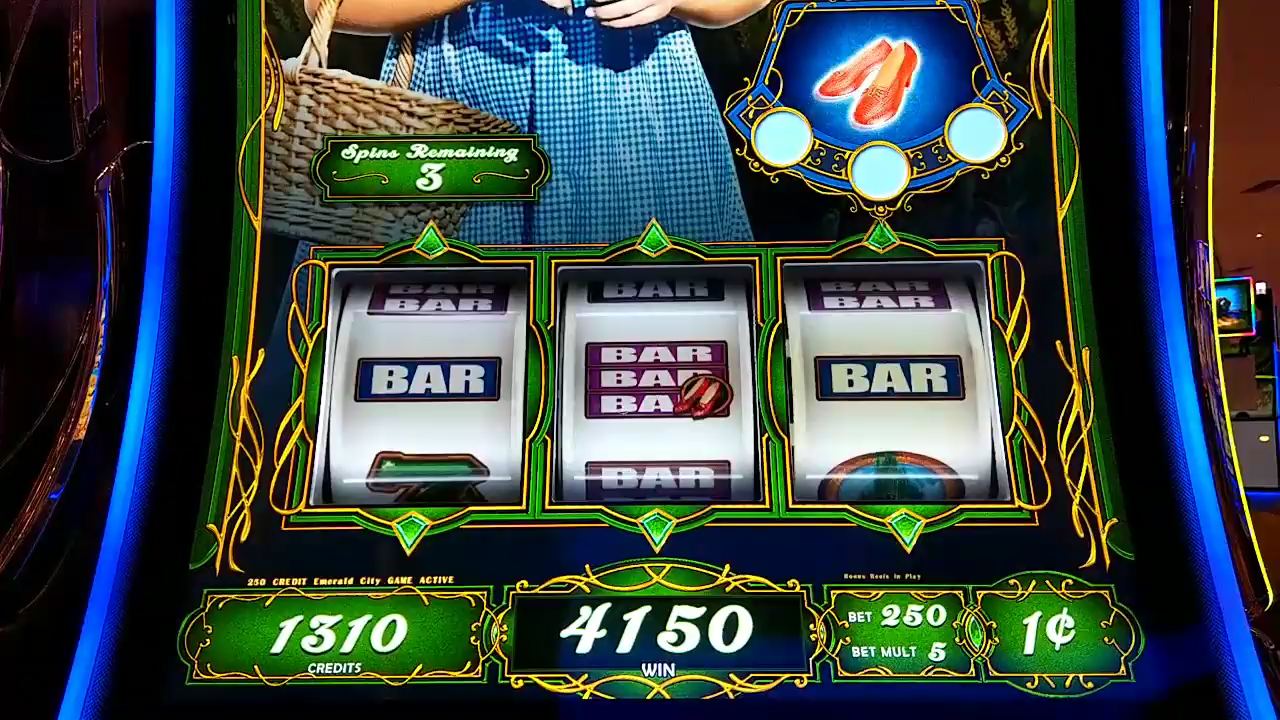 Spins Remaining
3
BAR
BAR
BAR
BAR
BAR
BAR
BAR
BAR
BAR
BAR
BAR
250 CREDIT Emerald City GAME ACTIVE
Bonus Reels in Play
1310
CREDITS
4150
WIN
BET 250
BET MULT 5
1¢